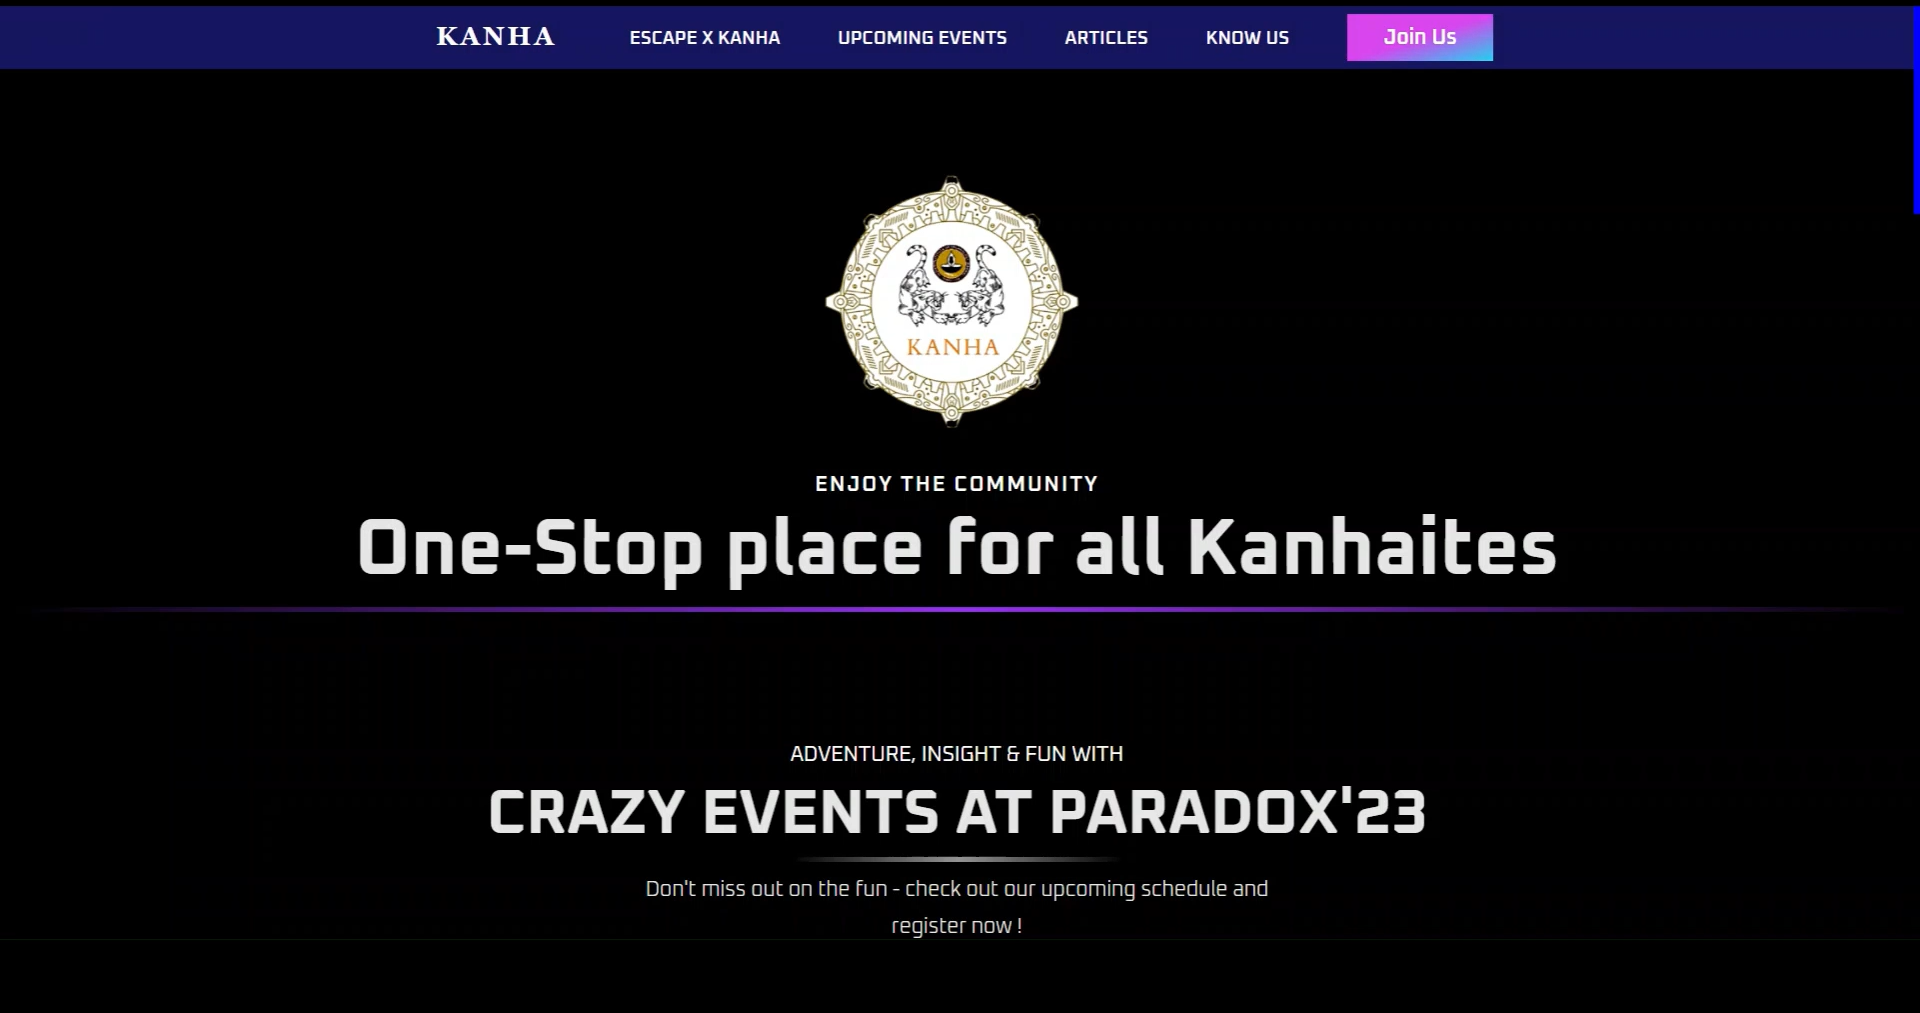 KANHA
ESCAPE X KANHA
UPCOMING EVENTS
ARTICLES
KNOW US
Join Us
KANHA
ENJOY THE COMMUNITY
One-Stop place for all Kanhaites
ADVENTURE, INSIGHT & FUN WITH
CRAZY EVENTS AT PARADOX'23
Don't miss out on the fun - check out our upcoming schedule and
register now !